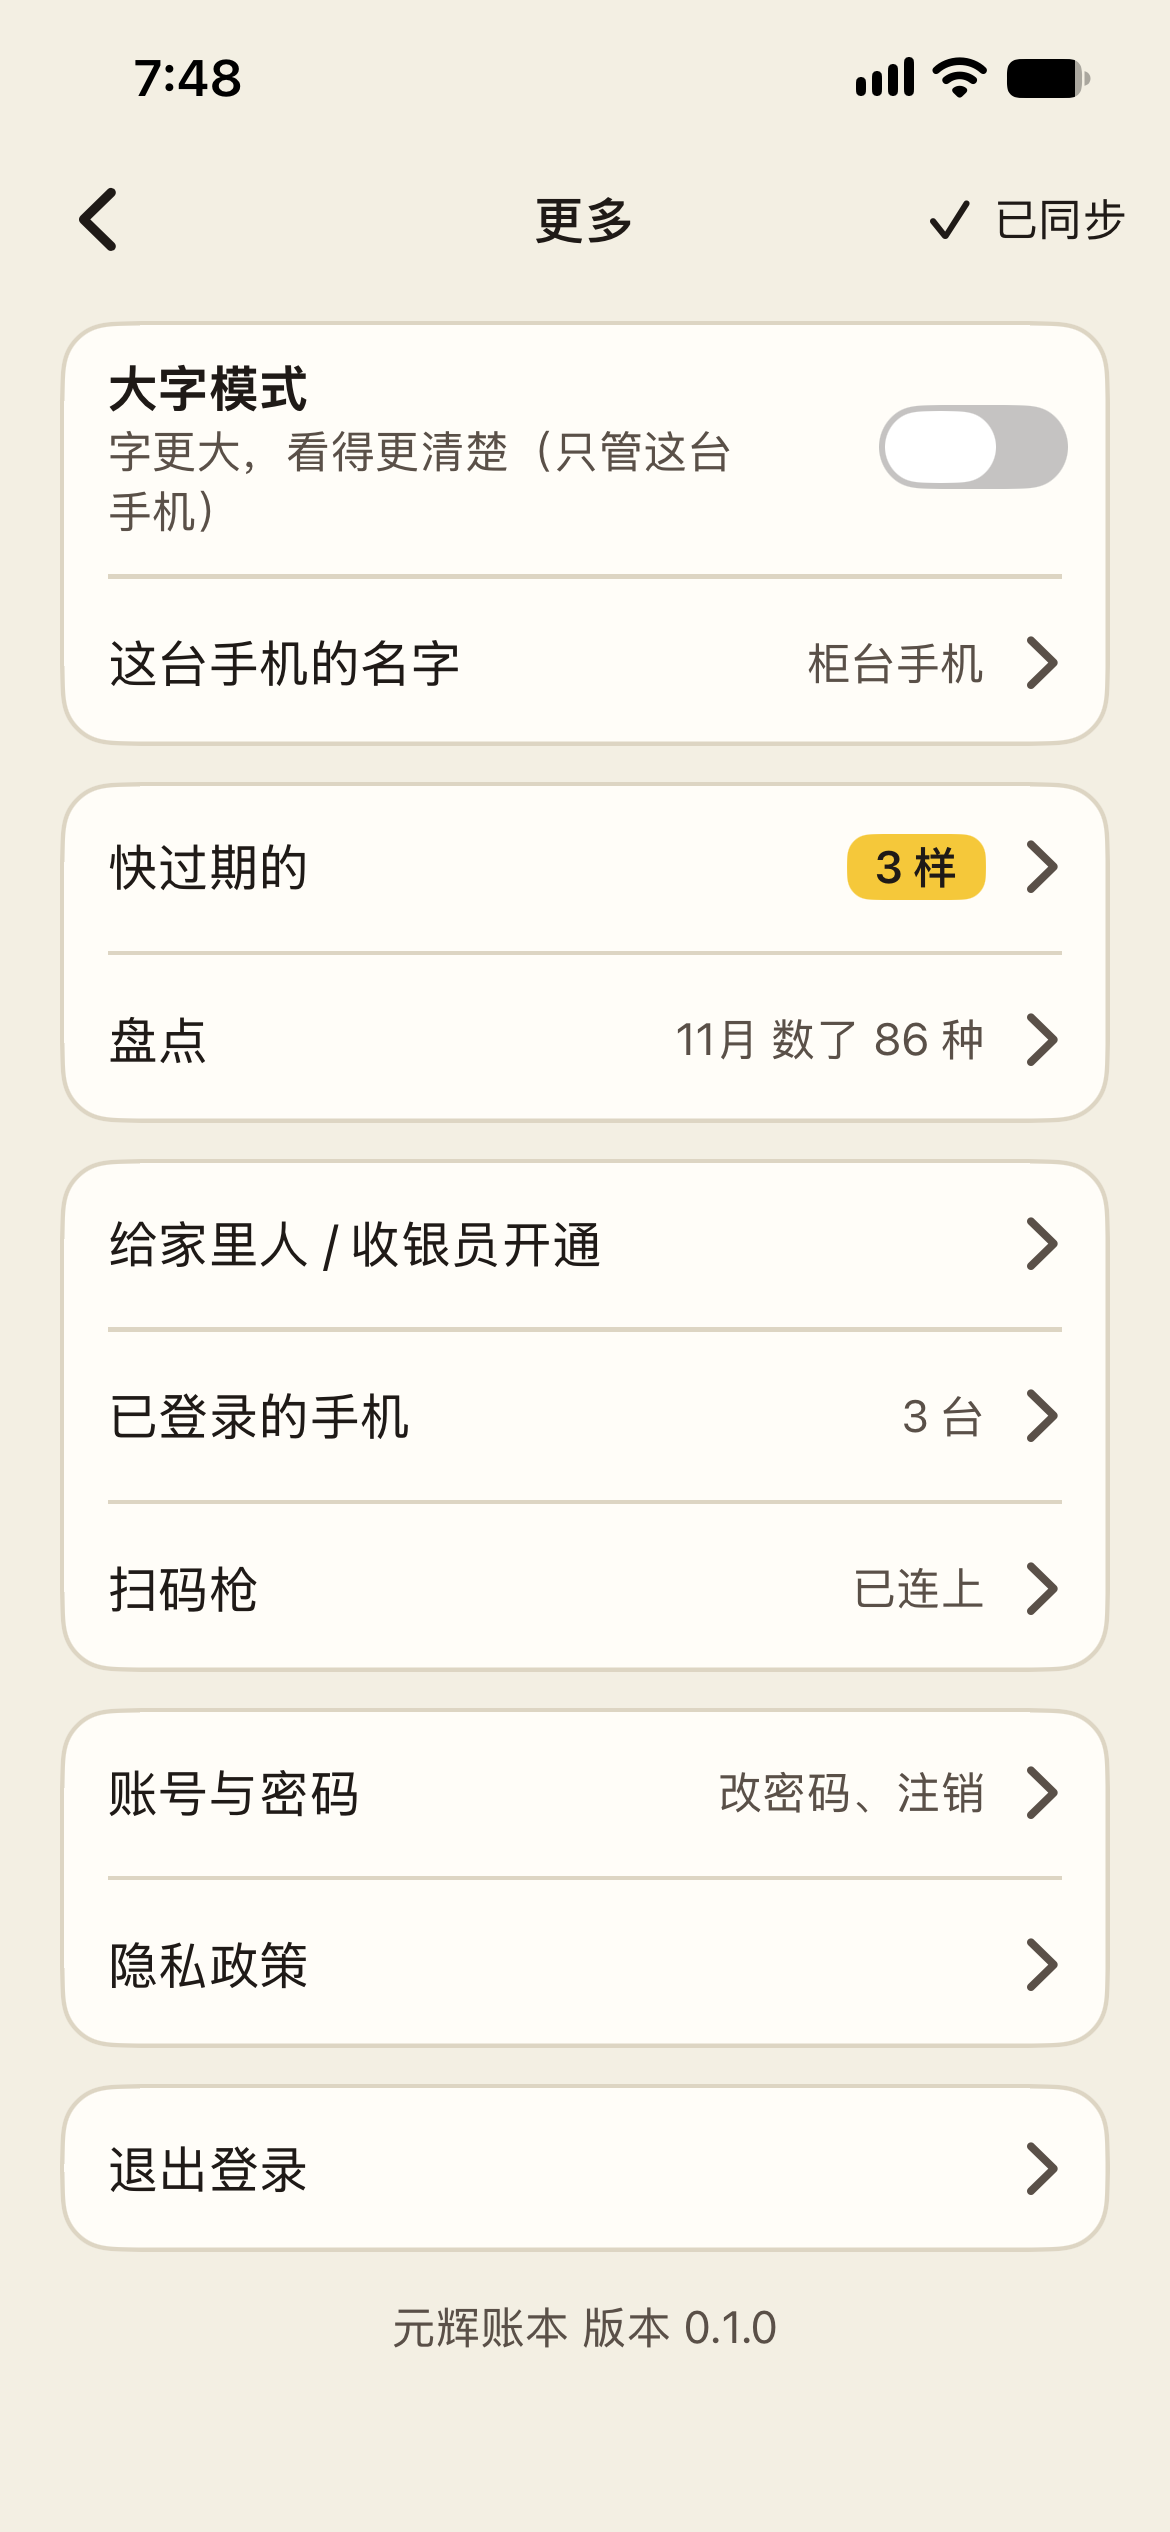 7:48
更多
已同步
大字模式
字更大，看得更清楚（只管这台
手机）
这台手机的名字
柜台手机
快过期的
3 样
盘点
11月 数了 86 种
给家里人 / 收银员开通
已登录的手机
3 台
扫码枪
已连上
账号与密码
改密码、注销
隐私政策
退出登录
元辉账本 版本 0.1.0